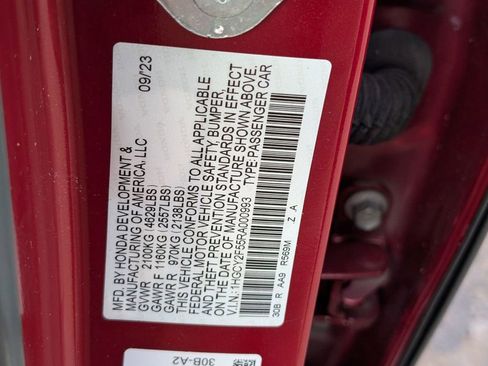 MFD. BY HONDA DEVELOPMENT & 09/23
MANUFACTURING OF AMERICA, LLC
GVWR 2100KG (4629LBS)
GAWR F 1160KG (2557LBS)
GAWR R 970KG (2138LBS)
THIS VEHICLE CONFORMS TO ALL APPLICABLE
FEDERAL MOTOR VEHICLE SAFETY, BUMPER,
AND THEFT PREVENTION STANDARDS IN EFFECT
ON THE DATE OF MANUFACTURE SHOWN ABOVE.
V.I.N.: 1HGCY2F55RA000993 TYPE: PASSENGER CAR
30B R AA9 R569M Z .A
30B-A2